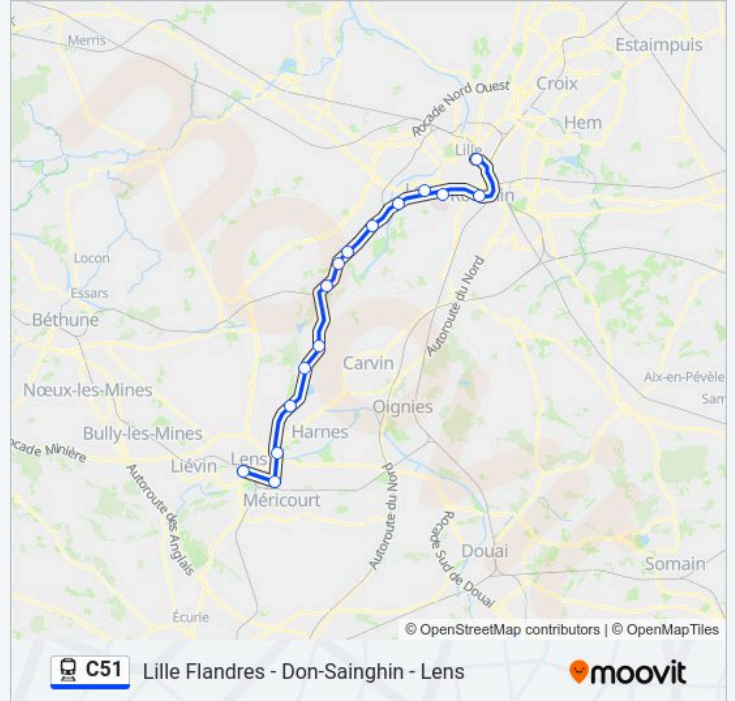 Merris
Estaimpuis
Croix
Rocade Nord Ouest
Hem
Lille
Locon
Essars
Autoroute du Nord
Béthune
Carvin
Aix-en-Pévèle
Nœux-les-Mines
Sam
Oignies
Bully-les-Mines
Harnes
ocade Minière
Liévin
Lens
Autoroute des Anglais
Méricourt
Autoroute du Nord
Rocade Sud de Douai
Douai
Somain
Écurie
© OpenStreetMap contributors | © OpenMapTiles
C51 Lille Flandres - Don-Sainghin - Lens
moovit